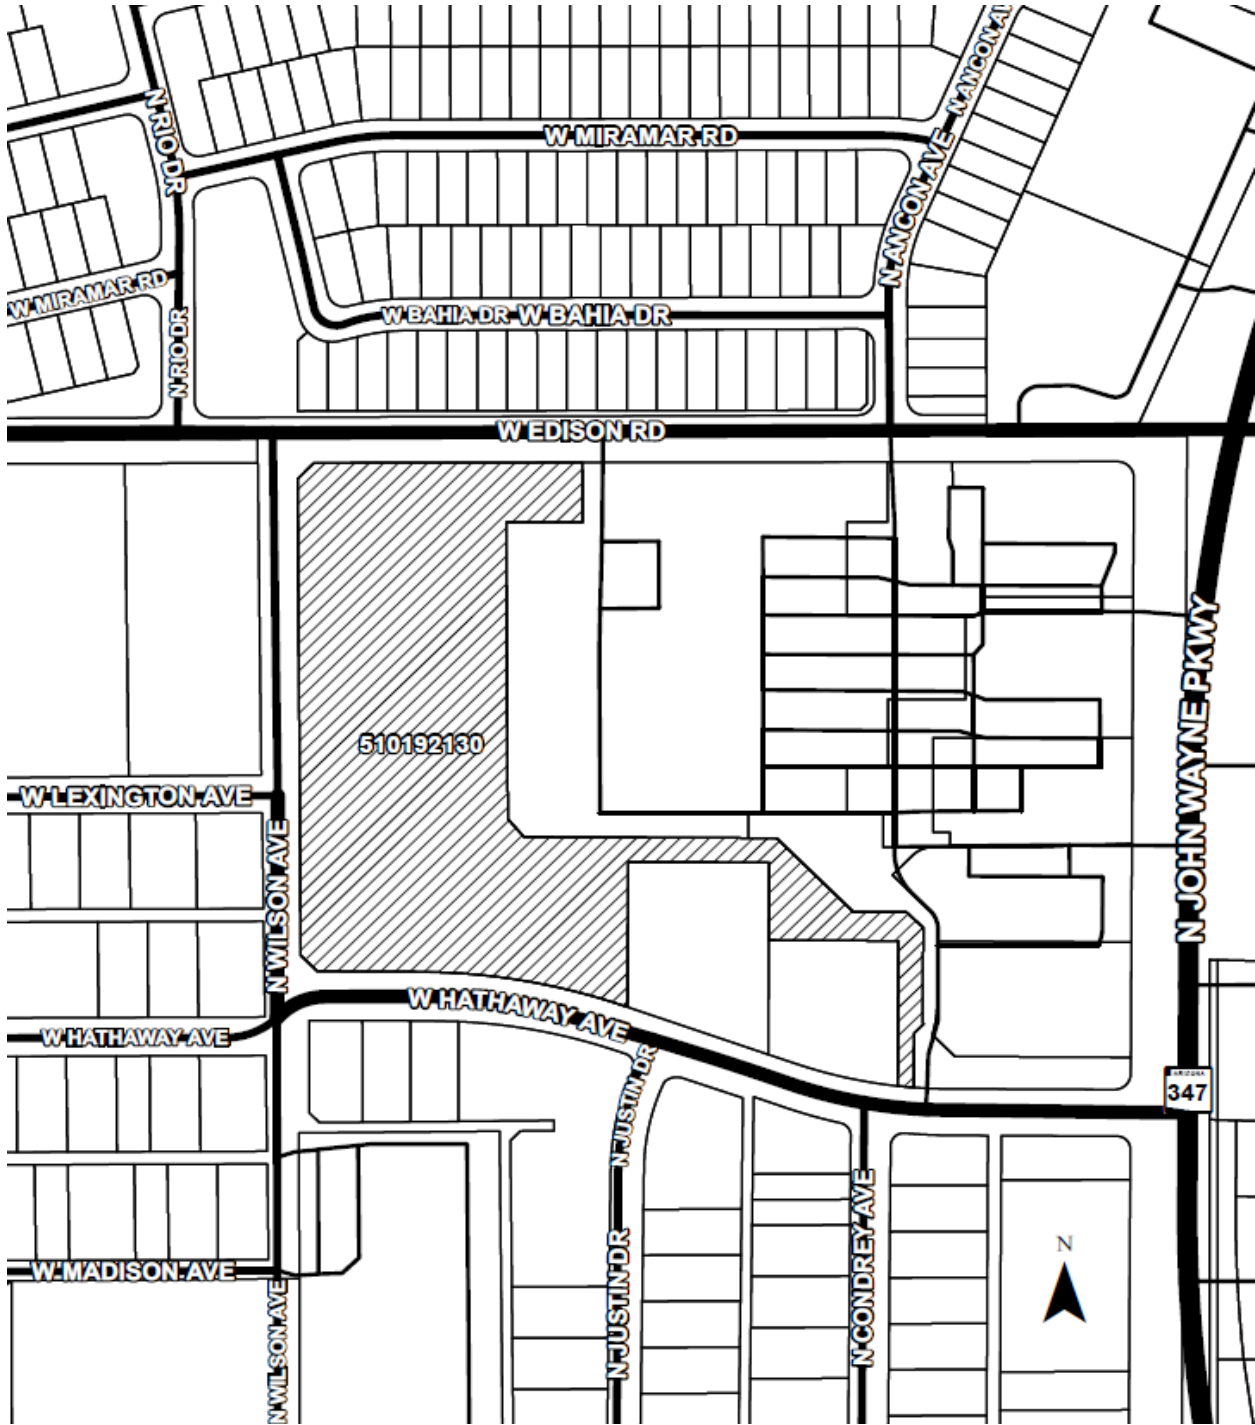 N ANCON AV
N ANCON AVE
N RIO DR
W MIRAMAR RD
W MIRAMAR RD
N RIO DR
W BAHIA DR
W BAHIA DR
W EDISON RD
N JOHN WAYNE PKWY
510192130
W LEXINGTON AVE
N WILSON AVE
W HATHAWAY AVE
W HATHAWAY AVE
N JUSTIN DR
ARIZONA
347
N CONDREY AVE
N JUSTIN DR
N
W MADISON AVE
N WILSON AVE